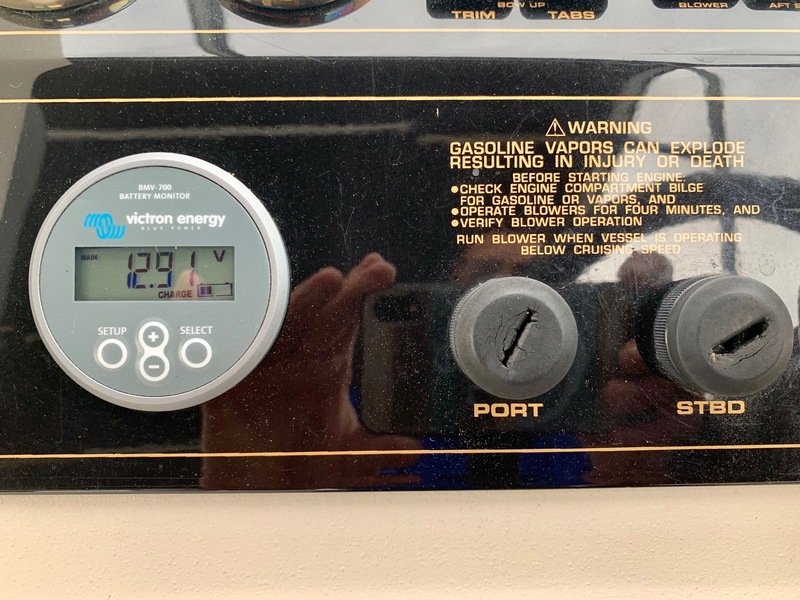 BOW UP
TRIM TABS
BLOWER
AFT B
BMV-700
BATTERY MONITOR
victron energy
BLUE POWER
MAIN 12.91 V
CHARGE
SETUP SELECT
+
−
⚠ WARNING
GASOLINE VAPORS CAN EXPLODE
RESULTING IN INJURY OR DEATH
BEFORE STARTING ENGINE:
•CHECK ENGINE COMPARTMENT BILGE
FOR GASOLINE OR VAPORS, AND
•OPERATE BLOWERS FOR FOUR MINUTES, AND
•VERIFY BLOWER OPERATION
RUN BLOWER WHEN VESSEL IS OPERATING
BELOW CRUISING SPEED
PORT
STBD